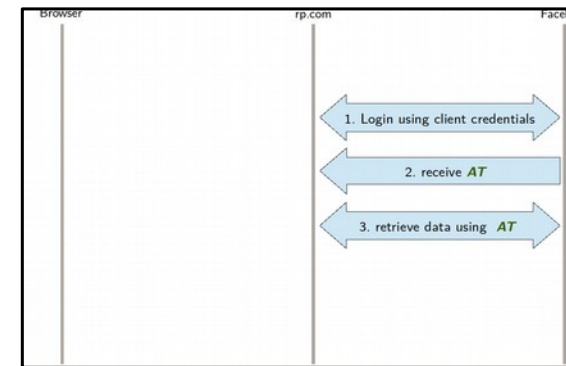 Browser
rp.com
1. Login using client credentials
2. receive AT
3. retrieve data using AT